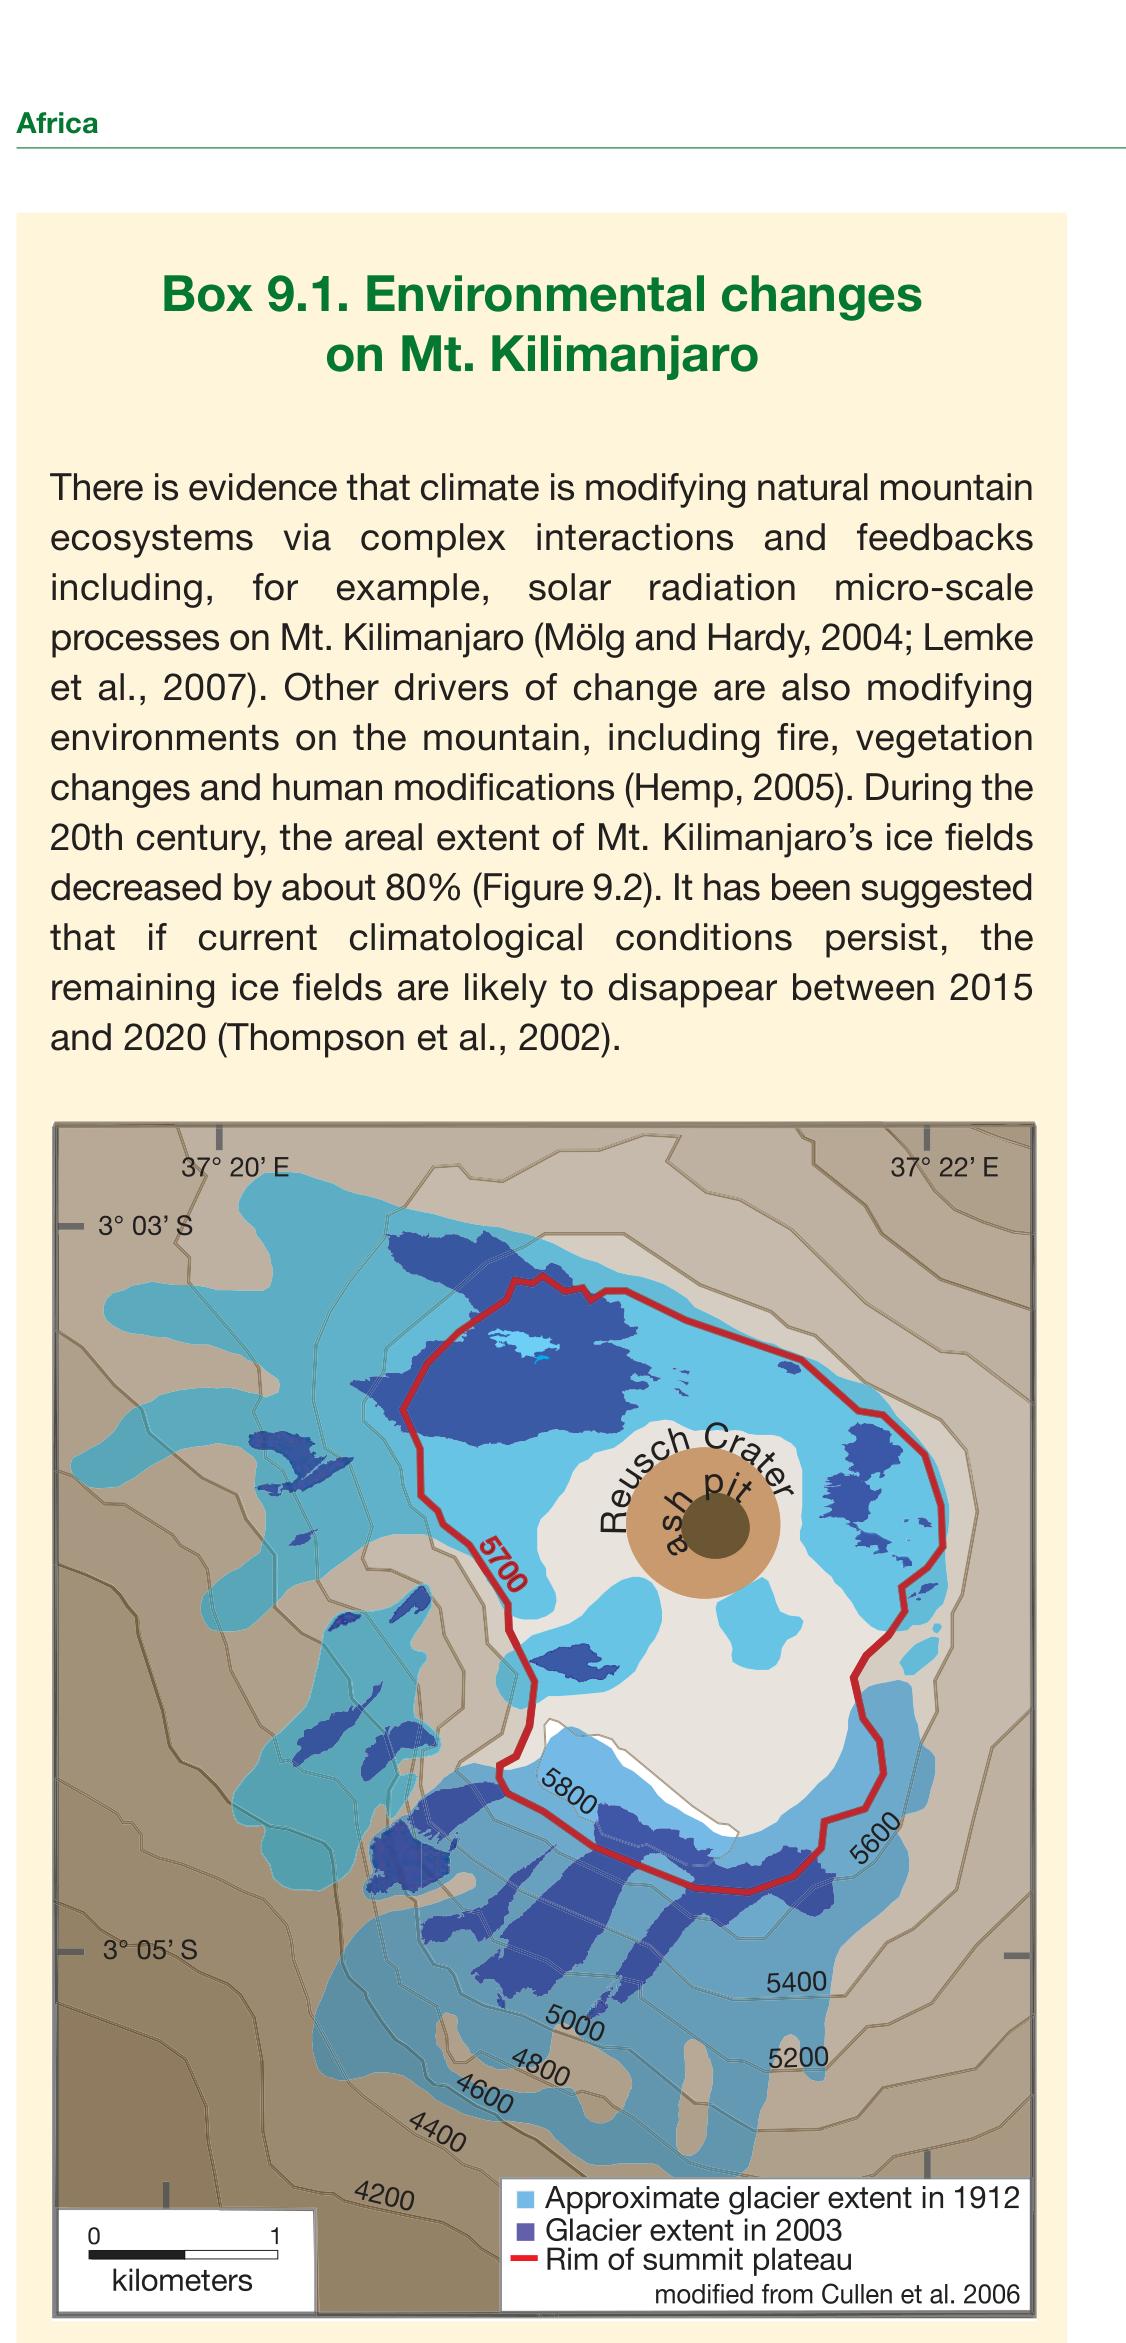 Africa
Box 9.1. Environmental changes
on Mt. Kilimanjaro
There is evidence that climate is modifying natural mountain
ecosystems via complex interactions and feedbacks
including, for example, solar radiation micro-scale
processes on Mt. Kilimanjaro (Mölg and Hardy, 2004; Lemke
et al., 2007). Other drivers of change are also modifying
environments on the mountain, including fire, vegetation
changes and human modifications (Hemp, 2005). During the
20th century, the areal extent of Mt. Kilimanjaro’s ice fields
decreased by about 80% (Figure 9.2). It has been suggested
that if current climatological conditions persist, the
remaining ice fields are likely to disappear between 2015
and 2020 (Thompson et al., 2002).
37° 20’ E
37° 22’ E
3° 03’ S
Reusch Crater
ash pit
5700
5800
5600
3° 05’ S
5400
5000
5200
4800
4600
4400
4200
0 1
kilometers
Approximate glacier extent in 1912
Glacier extent in 2003
Rim of summit plateau
modified from Cullen et al. 2006